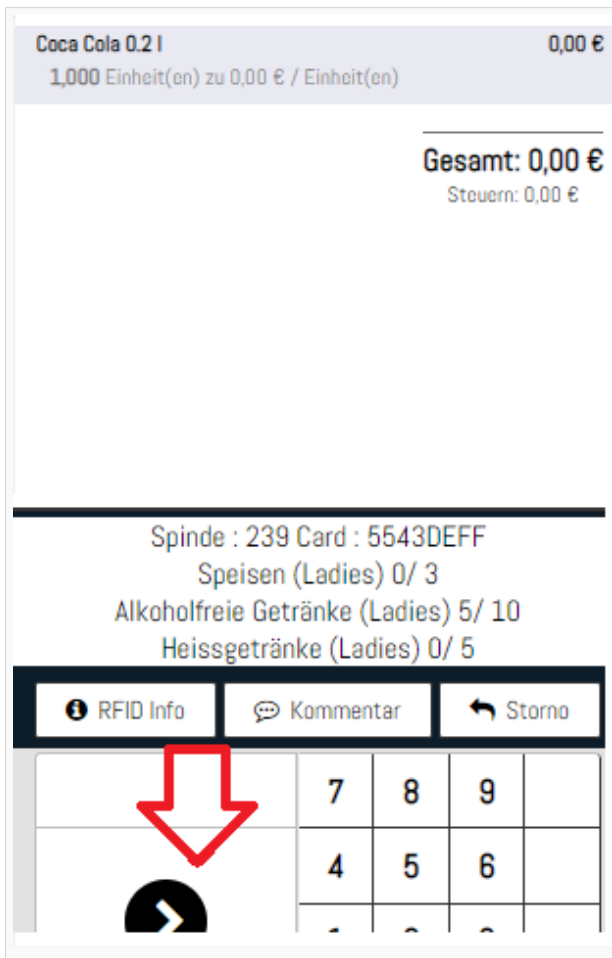 Coca Cola 0.2 l 0,00 €
1,000 Einheit(en) zu 0,00 € / Einheit(en)
Gesamt: 0,00 €
Steuern: 0,00 €
Spinde : 239 Card : 5543DEFF
Speisen (Ladies) 0/ 3
Alkoholfreie Getränke (Ladies) 5/ 10
Heissgetränke (Ladies) 0/ 5
RFID Info Kommentar Storno
7 8 9
4 5 6